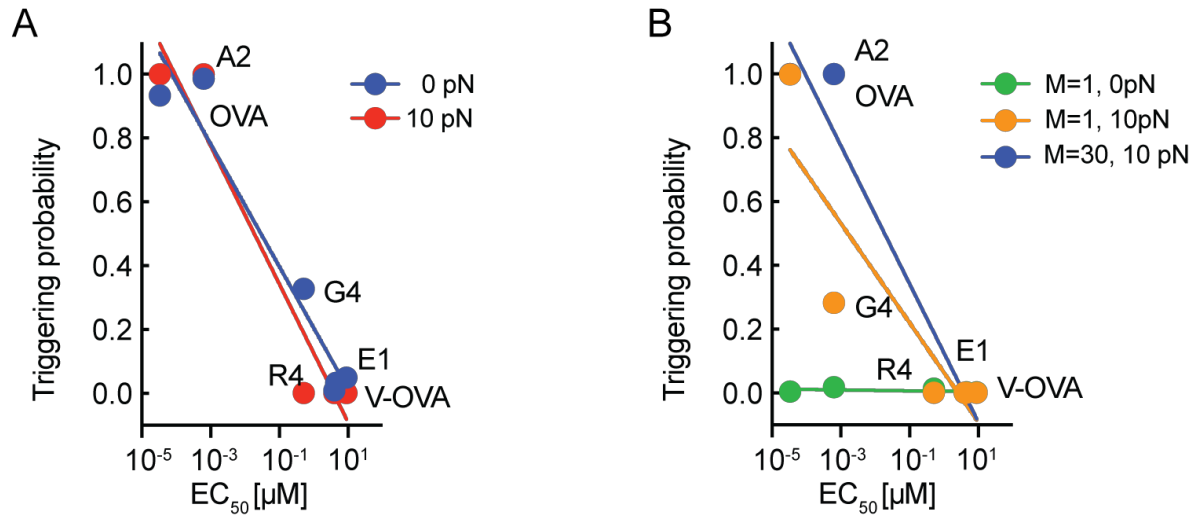 A
Triggering probability
1.0
0.8
0.6
0.4
0.2
0.0
A2
OVA
G4
R4
E1
V-OVA
0 pN
10 pN
10-5
10-3
10-1
101
EC50 [µM]
B
Triggering probability
1.0
0.8
0.6
0.4
0.2
0.0
A2
OVA
G4
R4
E1
V-OVA
M=1, 0pN
M=1, 10pN
M=30, 10 pN
10-5
10-3
10-1
101
EC50 [µM]